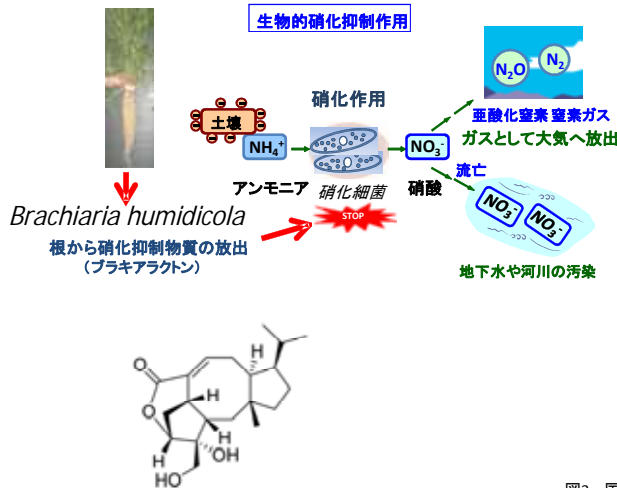 生物的硝化抑制作用
N₂O
N₂
硝化作用
亜酸化窒素 窒素ガス
土壌
NH₄⁺
NO₃⁻
ガスとして大気へ放出
アンモニア
硝化細菌
硝酸
流亡
Brachiaria humidicola
STOP
NO₃⁻
NO₃⁻
根から硝化抑制物質の放出
(ブラキアラクトン)
地下水や河川の汚染
H
O
O
H
H
H
OH
HO
図2